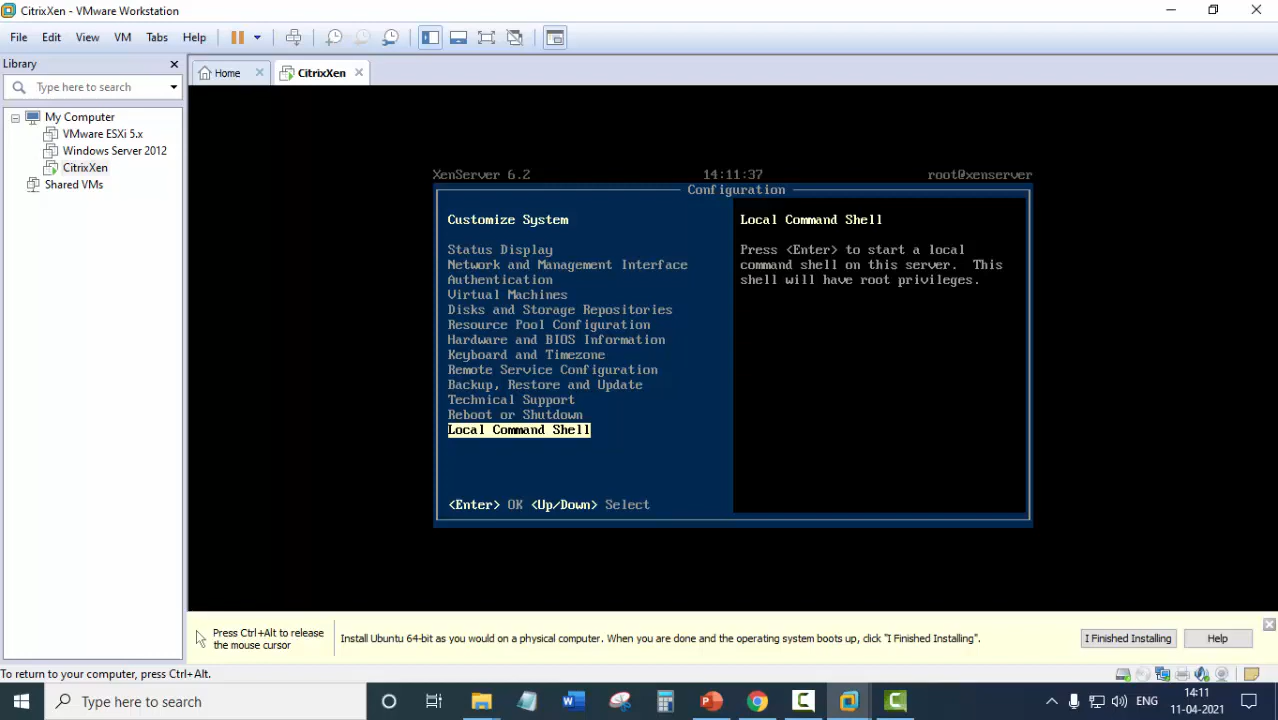 CitrixXen - VMware Workstation
File Edit View VM Tabs Help
Library
Home
CitrixXen
Type here to search
My Computer
VMware ESXi 5.x
Windows Server 2012
CitrixXen
Shared VMs
XenServer 6.2 14:11:37 root@xenserver
Configuration
Customize System
Status Display
Network and Management Interface
Authentication
Virtual Machines
Disks and Storage Repositories
Resource Pool Configuration
Hardware and BIOS Information
Keyboard and Timezone
Remote Service Configuration
Backup, Restore and Update
Technical Support
Reboot or Shutdown
Local Command Shell
<Enter> OK <Up/Down> Select
Local Command Shell
Press <Enter> to start a local
command shell on this server. This
shell will have root privileges.
Press Ctrl+Alt to release
the mouse cursor
Install Ubuntu 64-bit as you would on a physical computer. When you are done and the operating system boots up, click "I Finished Installing".
I Finished Installing
Help
To return to your computer, press Ctrl+Alt.
Type here to search
ENG
14:11
11-04-2021